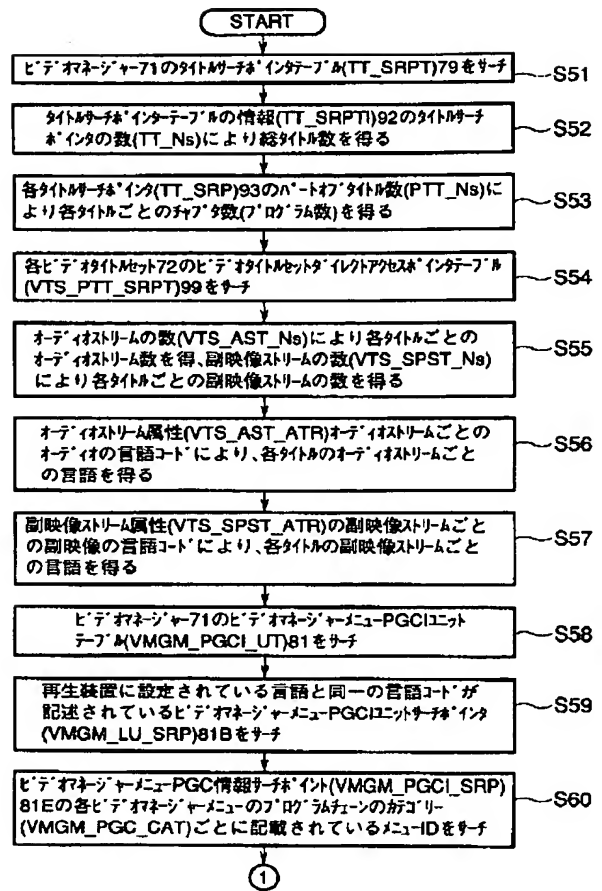 START
ビデオマネージャー71のタイトルサーチポインタテーブル(TT_SRPT)79をサーチ
S51
タイトルサーチポインターテーブルの情報(TT_SRPTI)92のタイトルサーチ
ポインタの数(TT_Ns)により総タイトル数を得る
S52
各タイトルサーチポインタ(TT_SRP)93のパートオブタイトル数(PTT_Ns)に
より各タイトルごとのチャプタ数(プログラム数)を得る
S53
各ビデオタイトルセット72のビデオタイトルセットダイレクトアクセスポインタテーブル
(VTS_PTT_SRPT)99をサーチ
S54
オーディオストリームの数(VTS_AST_Ns)により各タイトルごとの
オーディオストリーム数を得、副映像ストリームの数(VTS_SPST_Ns)
により各タイトルごとの副映像ストリームの数を得る
S55
オーディオストリーム属性(VTS_AST_ATR)オーディオストリームごとの
オーディオの言語コードにより、各タイトルのオーディオストリームごと
の言語を得る
S56
副映像ストリーム属性(VTS_SPST_ATR)の副映像ストリームごと
の副映像の言語コードにより、各タイトルの副映像ストリームごと
の言語を得る
S57
ビデオマネージャー71のビデオマネージャーメニューPGCIユニット
テーブル(VMGM_PGCI_UT)81をサーチ
S58
再生装置に設定されている言語と同一の言語コードが
記述されているビデオマネージャーメニューPGCIユニットサーチポインタ
(VMGM_LU_SRP)81Bをサーチ
S59
ビデオマネージャーメニューPGC情報サーチポイント(VMGM_PGCI_SRP)
81Eの各ビデオマネージャーメニューのプログラムチェーンのカテゴリー
(VMGM_PGC_CAT)ごとに記載されているメニューIDをサーチ
S60
1